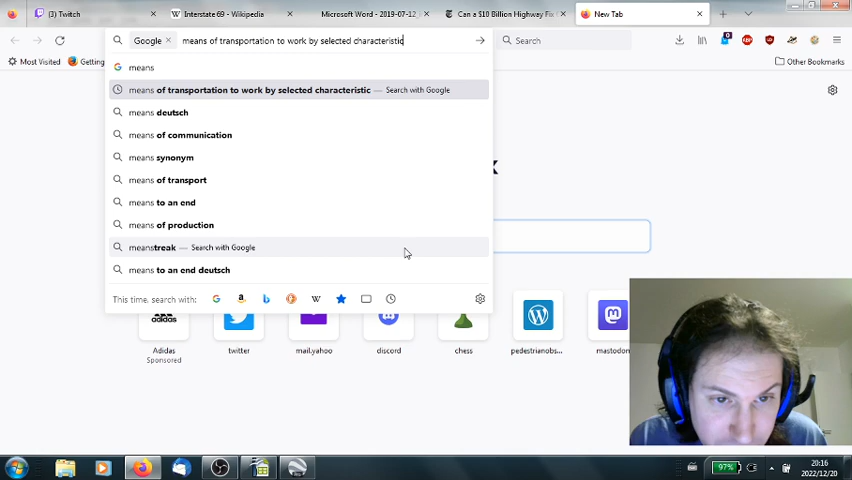 (3) Twitch
Interstate 69 - Wikipedia
Microsoft Word - 2019-07-12_
Can a $10 Billion Highway Fix
New Tab
Google
means of transportation to work by selected characteristic
Search
Most Visited
Getting
Other Bookmarks
means
means of transportation to work by selected characteristic — Search with Google
means deutsch
means of communication
means synonym
means of transport
means to an end
means of production
meanstreak — Search with Google
means to an end deutsch
This time, search with:
Adidas
Sponsored
twitter
mail.yahoo
discord
chess
pedestrianobs...
mastodon
97%
20:16
2022/12/20